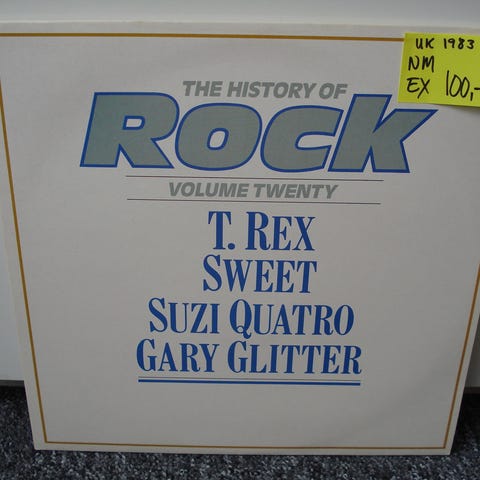 UK 1983
NM
EX 100,-
THE HISTORY OF
ROCK
VOLUME TWENTY
T. REX
SWEET
SUZI QUATRO
GARY GLITTER